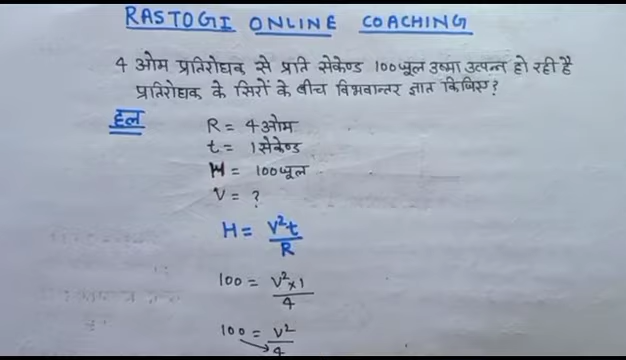 RASTOGI ONLINE COACHING
4 ओम प्रतिरोधक से प्रति सेकेण्ड 100 जूल उष्मा उत्पन्न हो रही है
प्रतिरोधक के सिरों के बीच विभवान्तर ज्ञात किजिए?
हल
R = 4 ओम
t = 1 सेकेण्ड
H = 100 जूल
V = ?
H = V²t / R
100 = V²×1 / 4
100 = V² / 4